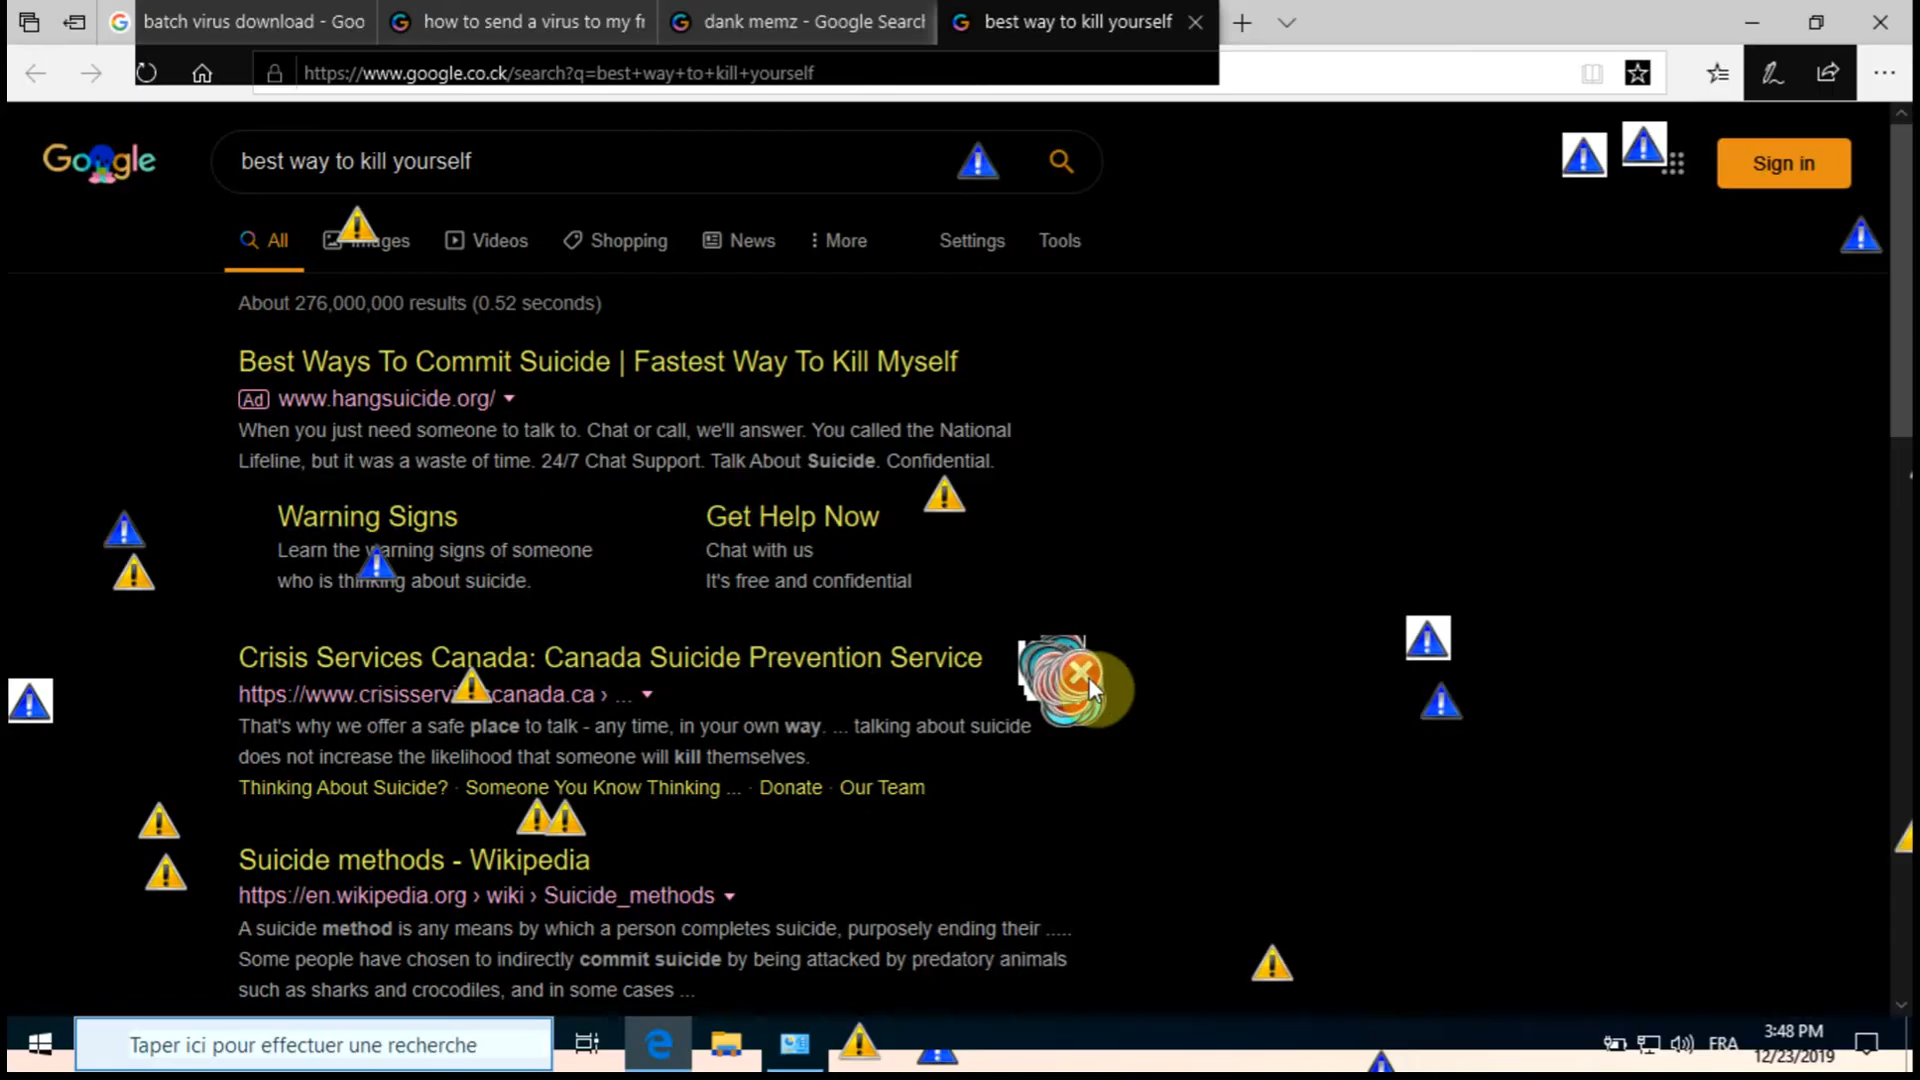 batch virus download - Goo
how to send a virus to my fr
dank memz - Google Search
best way to kill yourself
https://www.google.co.ck/search?q=best+way+to+kill+yourself
Google
best way to kill yourself
Sign in
All
Images
Videos
Shopping
News
More
Settings
Tools
About 276,000,000 results (0.52 seconds)
Best Ways To Commit Suicide | Fastest Way To Kill Myself
Ad www.hangsuicide.org/
When you just need someone to talk to. Chat or call, we'll answer. You called the National
Lifeline, but it was a waste of time. 24/7 Chat Support. Talk About Suicide. Confidential.
Warning Signs
Learn the warning signs of someone
who is thinking about suicide.
Get Help Now
Chat with us
It's free and confidential
Crisis Services Canada: Canada Suicide Prevention Service
https://www.crisisservicescanada.ca › ...
That's why we offer a safe place to talk - any time, in your own way. ... talking about suicide
does not increase the likelihood that someone will kill themselves.
Thinking About Suicide? · Someone You Know Thinking ... · Donate · Our Team
Suicide methods - Wikipedia
https://en.wikipedia.org › wiki › Suicide_methods
A suicide method is any means by which a person completes suicide, purposely ending their .....
Some people have chosen to indirectly commit suicide by being attacked by predatory animals
such as sharks and crocodiles, and in some cases ...
Taper ici pour effectuer une recherche
FRA
3:48 PM
12/23/2019